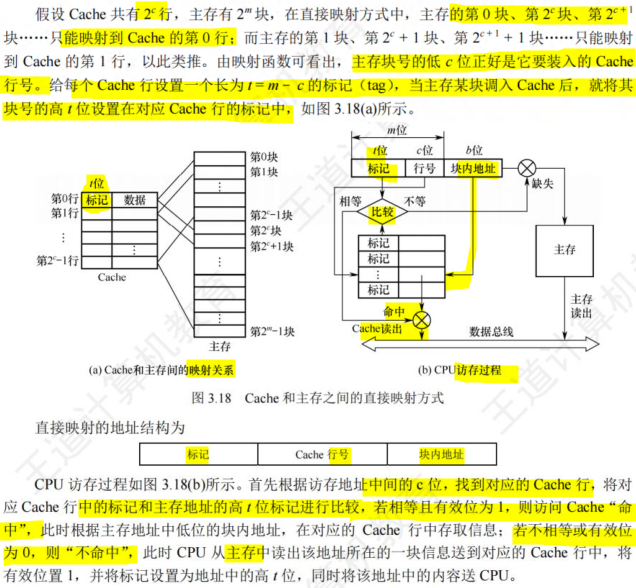 假设 Cache 共有 2ᶜ 行，主存有 2ᵐ 块，在直接映射方式中，主存的第 0 块、第 2ᶜ 块、第 2ᶜ⁺¹
块……只能映射到 Cache 的第 0 行；而主存的第 1 块、第 2ᶜ + 1 块、第 2ᶜ⁺¹ + 1 块……只能映射
到 Cache 的第 1 行，以此类推。由映射函数可看出，主存块号的低 c 位正好是它要装入的 Cache
行号。给每个 Cache 行设置一个长为 t = m − c 的标记（tag），当主存某块调入 Cache 后，就将其
块号的高 t 位设置在对应 Cache 行的标记中，如图 3.18(a)所示。
t位
第0行 标记 数据
第1行
⋮
第2ᶜ−1行
Cache
第0块
第1块
⋮
第2ᶜ−1块
第2ᶜ块
第2ᶜ+1块
⋮
第2ᵐ−1块
主存
(a) Cache和主存间的映射关系
m位
t位 c位 b位
标记 行号 块内地址
缺失
相等 比较 不等
标记
标记
⋮
标记
主存
命中
Cache读出
主存
读出
数据总线
(b) CPU访存过程
图 3.18 Cache 和主存之间的直接映射方式
直接映射的地址结构为
标记 Cache 行号 块内地址
CPU 访存过程如图 3.18(b)所示。首先根据访存地址中间的 c 位，找到对应的 Cache 行，将对
应 Cache 行中的标记和主存地址的高 t 位标记进行比较，若相等且有效位为 1，则访问 Cache“命
中”，此时根据主存地址中低位的块内地址，在对应的 Cache 行中存取信息；若不相等或有效位
为 0，则“不命中”，此时 CPU 从主存中读出该地址所在的一块信息送到对应的 Cache 行中，将
有效位置 1，并将标记设置为地址中的高 t 位，同时将该地址中的内容送 CPU。
王道计算机教育